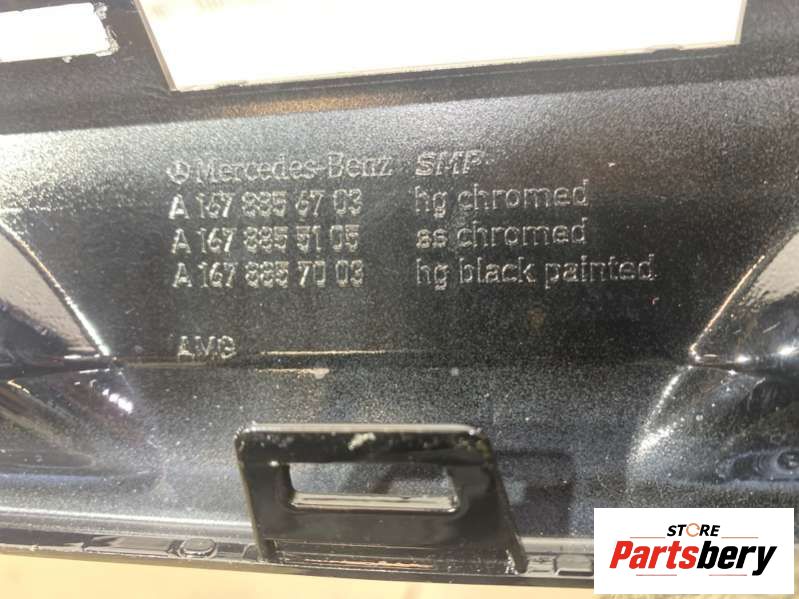 Mercedes-Benz SMP
A 167 885 67 03 hg chromed
A 167 885 51 05 as chromed
A 167 885 70 03 hg black painted
AMG
STORE
Partsbery